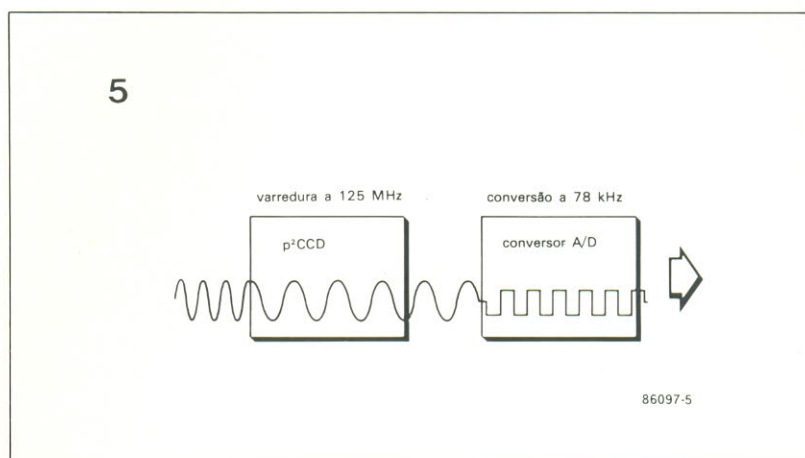 5
varredura a 125 MHz
conversão a 78 kHz
p²CCD
conversor A/D
86097-5